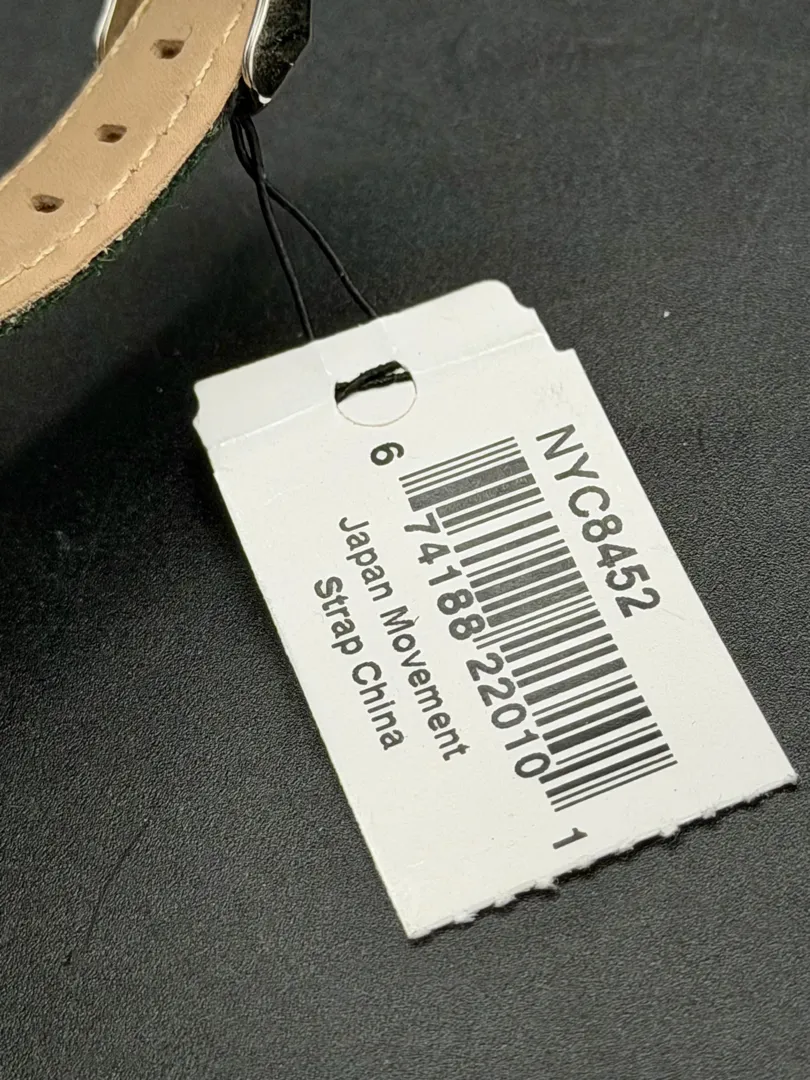 NYC8452
6 74188 22010 1
Japan Movement
Strap China